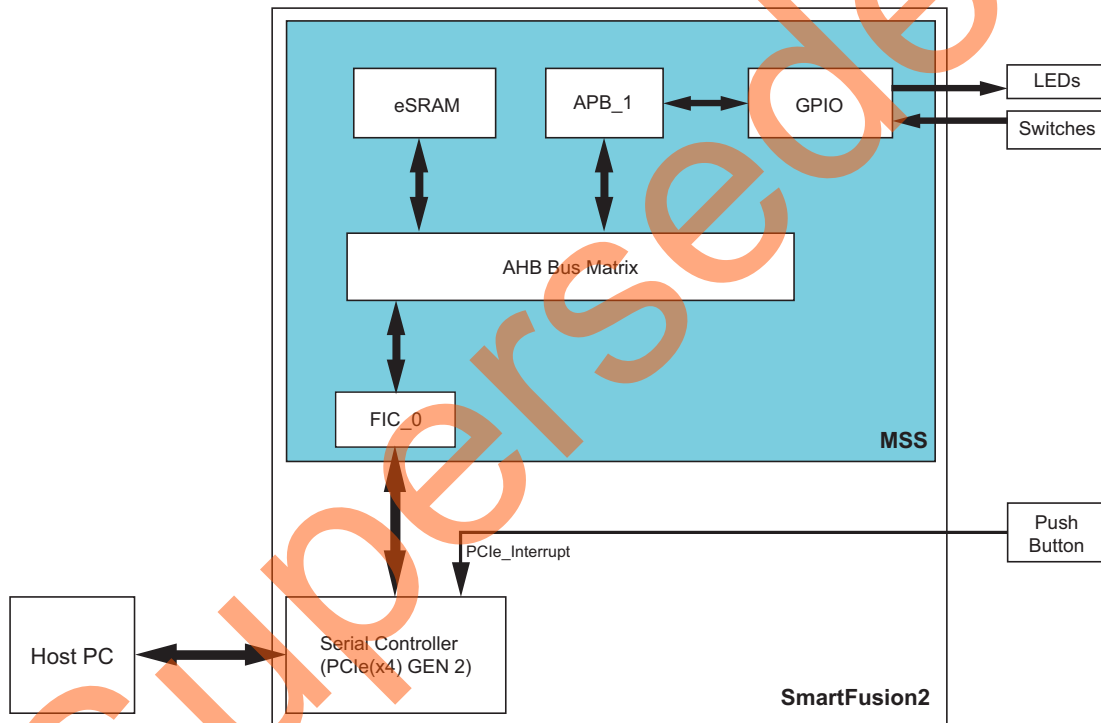 eSRAM
APB_1
GPIO
LEDs
Switches
AHB Bus Matrix
FIC_0
MSS
PCIe_Interrupt
Push
Button
Host PC
Serial Controller
(PCIe(x4) GEN 2)
SmartFusion2
Superseded